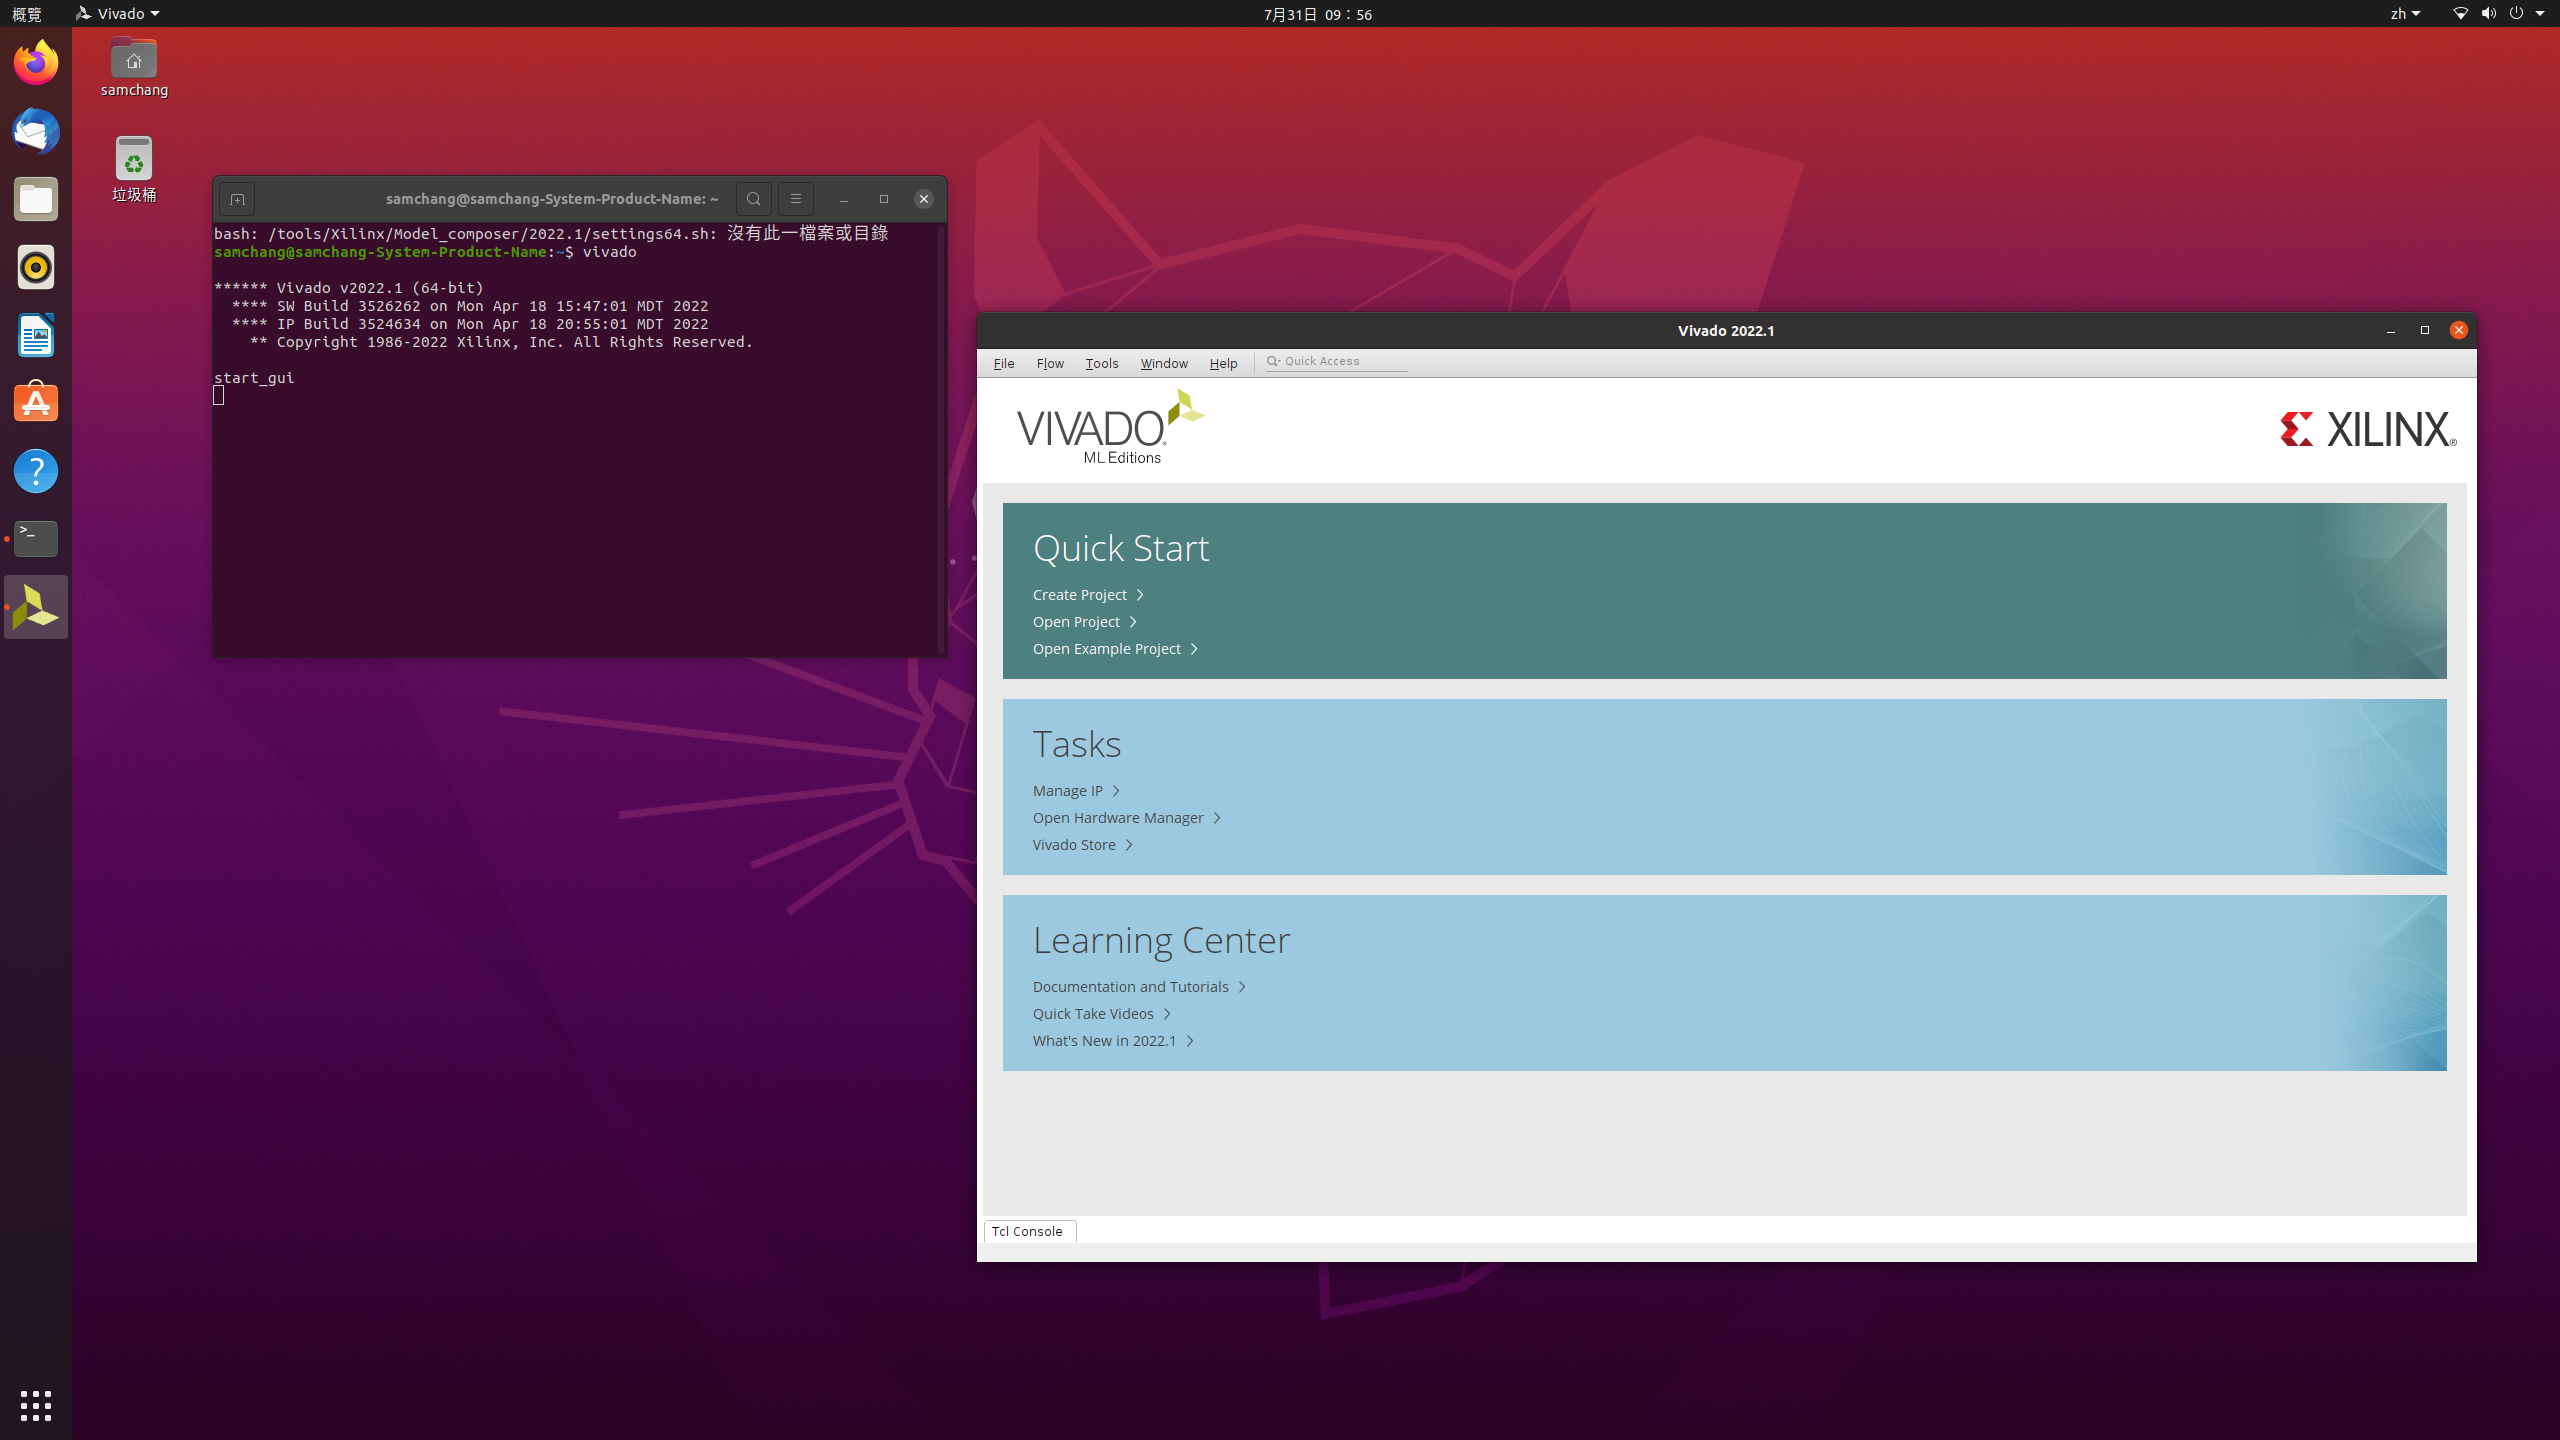 概覽
Vivado
7月31日 09：56
zh
samchang
垃圾桶
samchang@samchang-System-Product-Name: ~
bash: /tools/Xilinx/Model_composer/2022.1/settings64.sh: 沒有此一檔案或目錄
samchang@samchang-System-Product-Name:~$ vivado
****** Vivado v2022.1 (64-bit)
**** SW Build 3526262 on Mon Apr 18 15:47:01 MDT 2022
**** IP Build 3524634 on Mon Apr 18 20:55:01 MDT 2022
** Copyright 1986-2022 Xilinx, Inc. All Rights Reserved.
start_gui
Vivado 2022.1
File Flow Tools Window Help Quick Access
VIVADO®
ML Editions
XILINX®
Quick Start
Create Project
Open Project
Open Example Project
Tasks
Manage IP
Open Hardware Manager
Vivado Store
Learning Center
Documentation and Tutorials
Quick Take Videos
What's New in 2022.1
Tcl Console